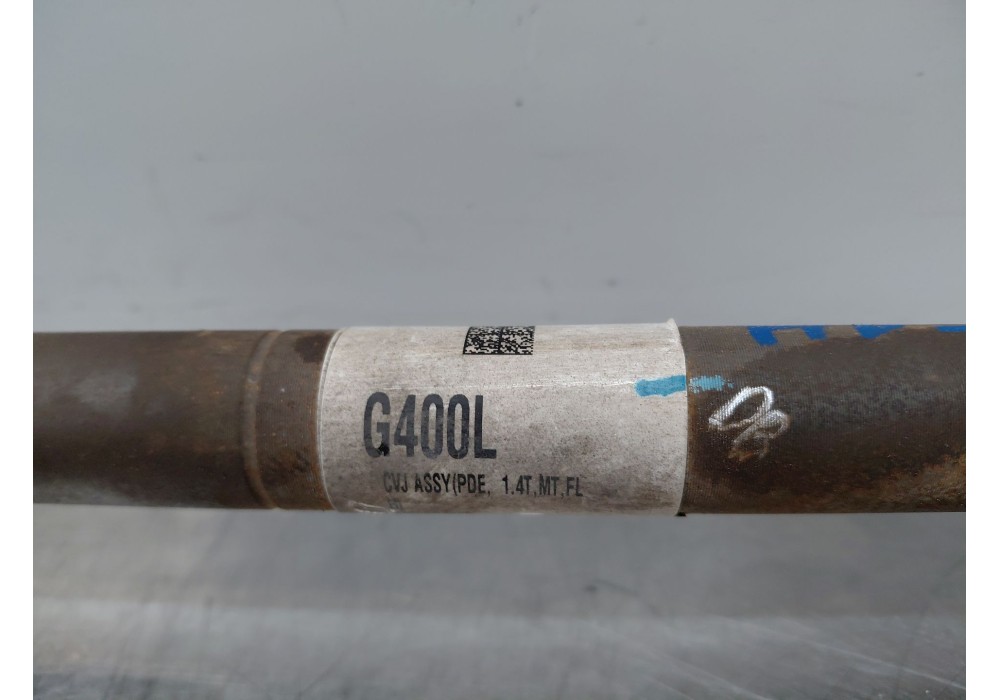 G400L
CVJ ASSY(PDE, 1.4T,MT,FL